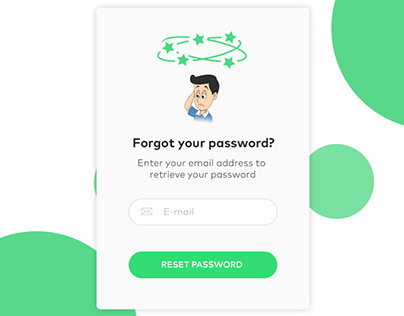 Forgot your password?
Enter your email address to
retrieve your password
E-mail
RESET PASSWORD